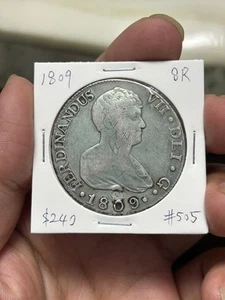 1809 8R
FERDINANDUS VII DEI G
·1809·
$240 #505